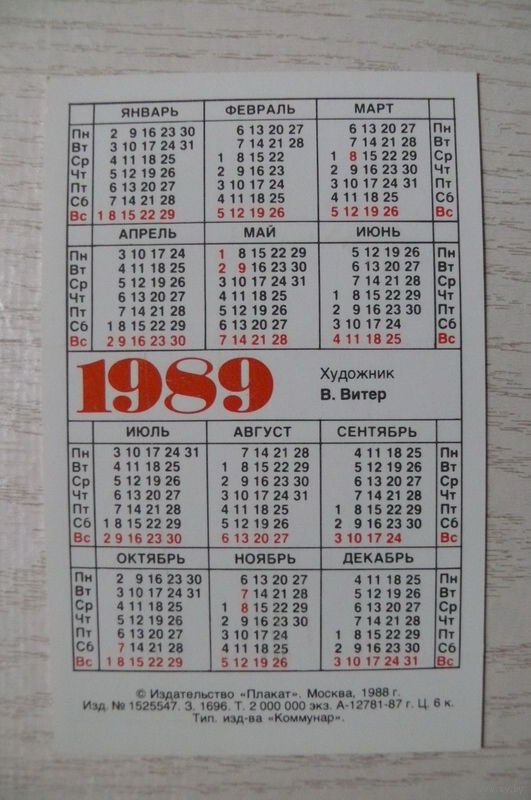 ЯНВАРЬ ФЕВРАЛЬ МАРТ
Пн 2 9 16 23 30 6 13 20 27 6 13 20 27 Пн
Вт 3 10 17 24 31 7 14 21 28 7 14 21 28 Вт
Ср 4 11 18 25 1 8 15 22 1 8 15 22 29 Ср
Чт 5 12 19 26 2 9 16 23 2 9 16 23 30 Чт
Пт 6 13 20 27 3 10 17 24 3 10 17 24 31 Пт
Сб 7 14 21 28 4 11 18 25 4 11 18 25 Сб
Вс 1 8 15 22 29 5 12 19 26 5 12 19 26 Вс
АПРЕЛЬ МАЙ ИЮНЬ
Пн 3 10 17 24 1 8 15 22 29 5 12 19 26 Пн
Вт 4 11 18 25 2 9 16 23 30 6 13 20 27 Вт
Ср 5 12 19 26 3 10 17 24 31 7 14 21 28 Ср
Чт 6 13 20 27 4 11 18 25 1 8 15 22 29 Чт
Пт 7 14 21 28 5 12 19 26 2 9 16 23 30 Пт
Сб 1 8 15 22 29 6 13 20 27 3 10 17 24 Сб
Вс 2 9 16 23 30 7 14 21 28 4 11 18 25 Вс
1989 Художник
В. Витер
ИЮЛЬ АВГУСТ СЕНТЯБРЬ
Пн 3 10 17 24 31 7 14 21 28 4 11 18 25 Пн
Вт 4 11 18 25 1 8 15 22 29 5 12 19 26 Вт
Ср 5 12 19 26 2 9 16 23 30 6 13 20 27 Ср
Чт 6 13 20 27 3 10 17 24 31 7 14 21 28 Чт
Пт 7 14 21 28 4 11 18 25 1 8 15 22 29 Пт
Сб 1 8 15 22 29 5 12 19 26 2 9 16 23 30 Сб
Вс 2 9 16 23 30 6 13 20 27 3 10 17 24 Вс
ОКТЯБРЬ НОЯБРЬ ДЕКАБРЬ
Пн 2 9 16 23 30 6 13 20 27 4 11 18 25 Пн
Вт 3 10 17 24 31 7 14 21 28 5 12 19 26 Вт
Ср 4 11 18 25 1 8 15 22 29 6 13 20 27 Ср
Чт 5 12 19 26 2 9 16 23 30 7 14 21 28 Чт
Пт 6 13 20 27 3 10 17 24 1 8 15 22 29 Пт
Сб 7 14 21 28 4 11 18 25 2 9 16 23 30 Сб
Вс 1 8 15 22 29 5 12 19 26 3 10 17 24 31 Вс
© Издательство «Плакат». Москва, 1988 г.
Изд. № 1525547. З. 1696. Т. 2 000 000 экз. А-12781-87 г. Ц. 6 к.
Тип. изд-ва «Коммунар».